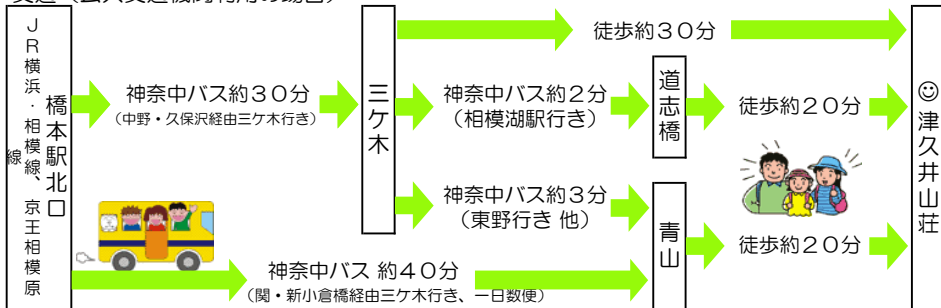 JR横浜・相模線、京王相模原線
橋本駅北口
神奈中バス約30分
(中野・久保沢経由三ケ木行き)
三ケ木
徒歩約30分
神奈中バス約2分
(相模湖駅行き)
道志橋
徒歩約20分
神奈中バス約3分
(東野行き 他)
青山
徒歩約20分
神奈中バス 約40分
(関・新小倉橋経由三ケ木行き、一日数便)
☺津久井山荘